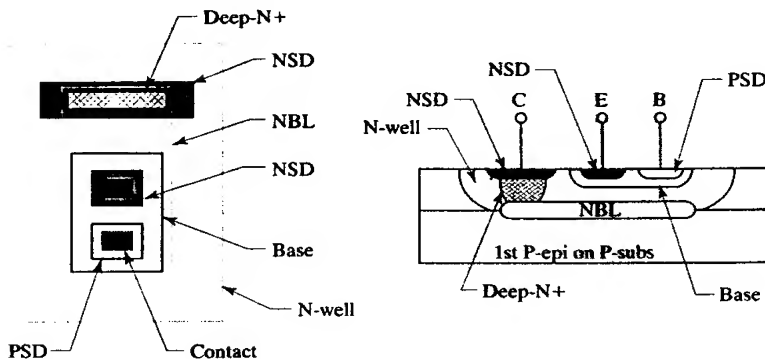 Deep-N+
NSD
NBL
NSD
Base
N-well
PSD
Contact
NSD
PSD
NSD
C
E
B
N-well
NBL
1st P-epi on P-subs
Deep-N+
Base